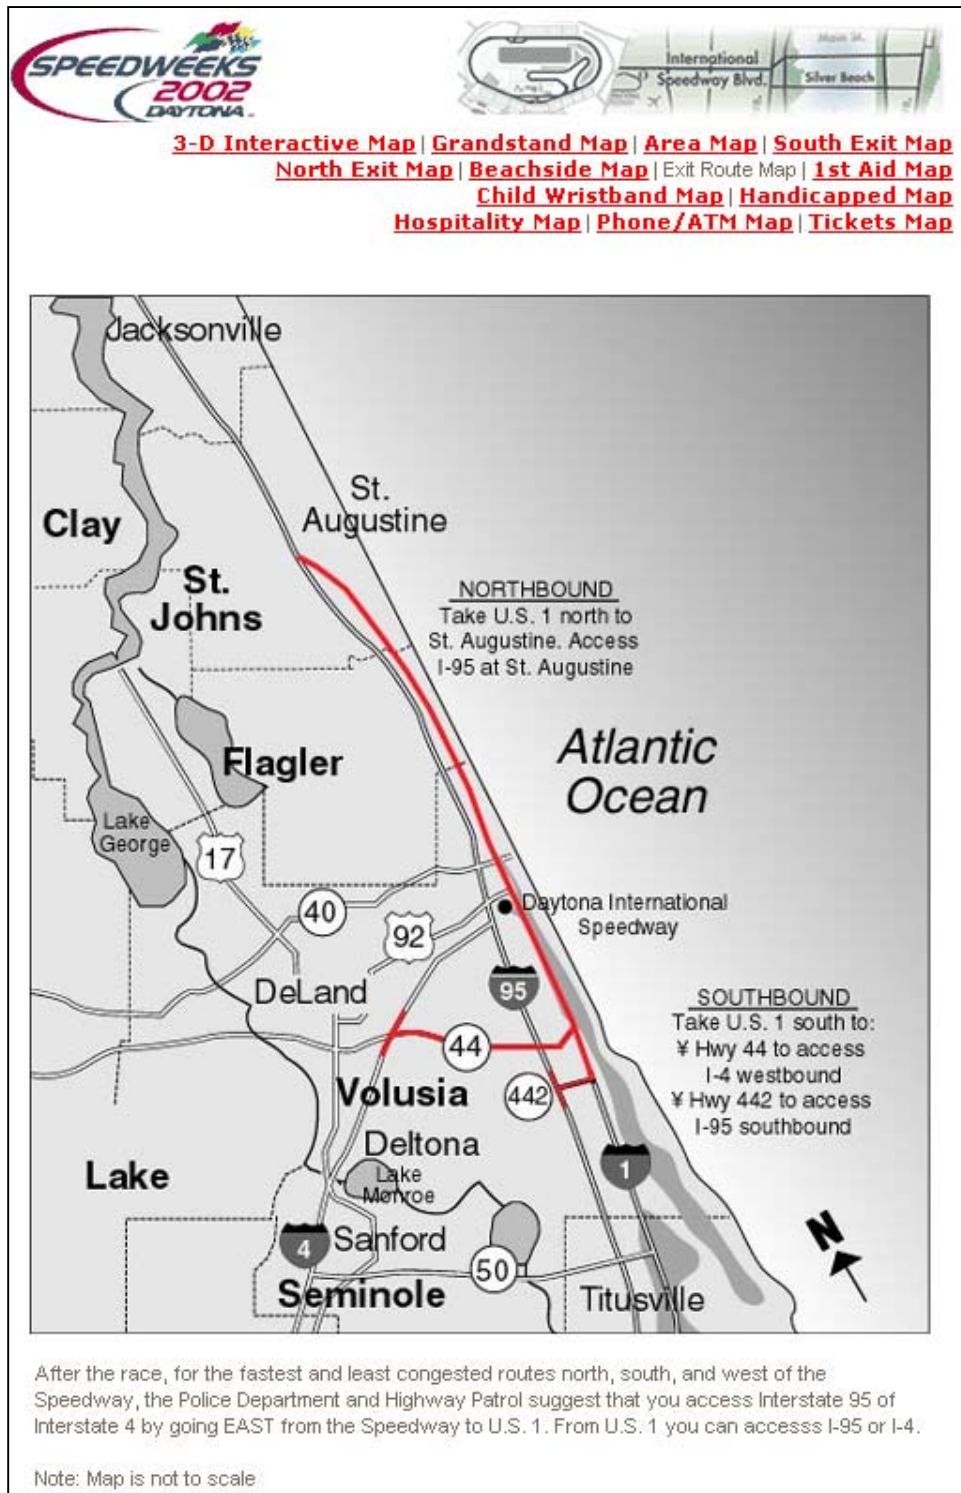 SPEEDWEEKS
2002
DAYTONA
Main St.
International
Speedway Blvd.
Silver Beach
3-D Interactive Map | Grandstand Map | Area Map | South Exit Map
North Exit Map | Beachside Map | Exit Route Map | 1st Aid Map
Child Wristband Map | Handicapped Map
Hospitality Map | Phone/ATM Map | Tickets Map
Jacksonville
St.
Augustine
Clay
St.
Johns
NORTHBOUND
Take U.S. 1 north to
St. Augustine. Access
I-95 at St. Augustine
Flagler
Atlantic
Ocean
Lake
George
17
40
92
Daytona International
Speedway
DeLand
95
SOUTHBOUND
Take U.S. 1 south to:
¥ Hwy 44 to access
I-4 westbound
¥ Hwy 442 to access
I-95 southbound
44
442
Volusia
Deltona
Lake
Monroe
Lake
1
N
4
Sanford
50
Seminole
Titusville
After the race, for the fastest and least congested routes north, south, and west of the
Speedway, the Police Department and Highway Patrol suggest that you access Interstate 95 of
Interstate 4 by going EAST from the Speedway to U.S. 1. From U.S. 1 you can accesss I-95 or I-4.
Note: Map is not to scale